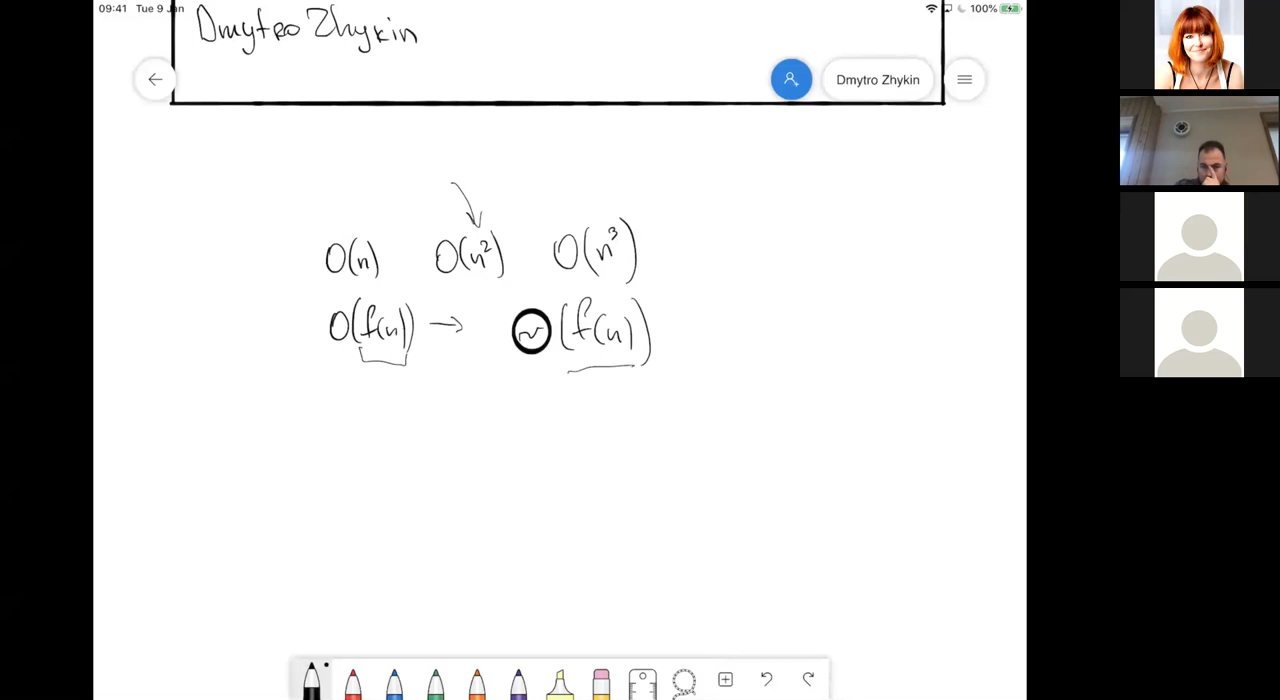 09:41 Tue 9 Jan
100%
Dmytro Zhykin
Dmytro Zhykin
O(n) O(n²) O(n³)
O(f(n)) → ~(f(n))